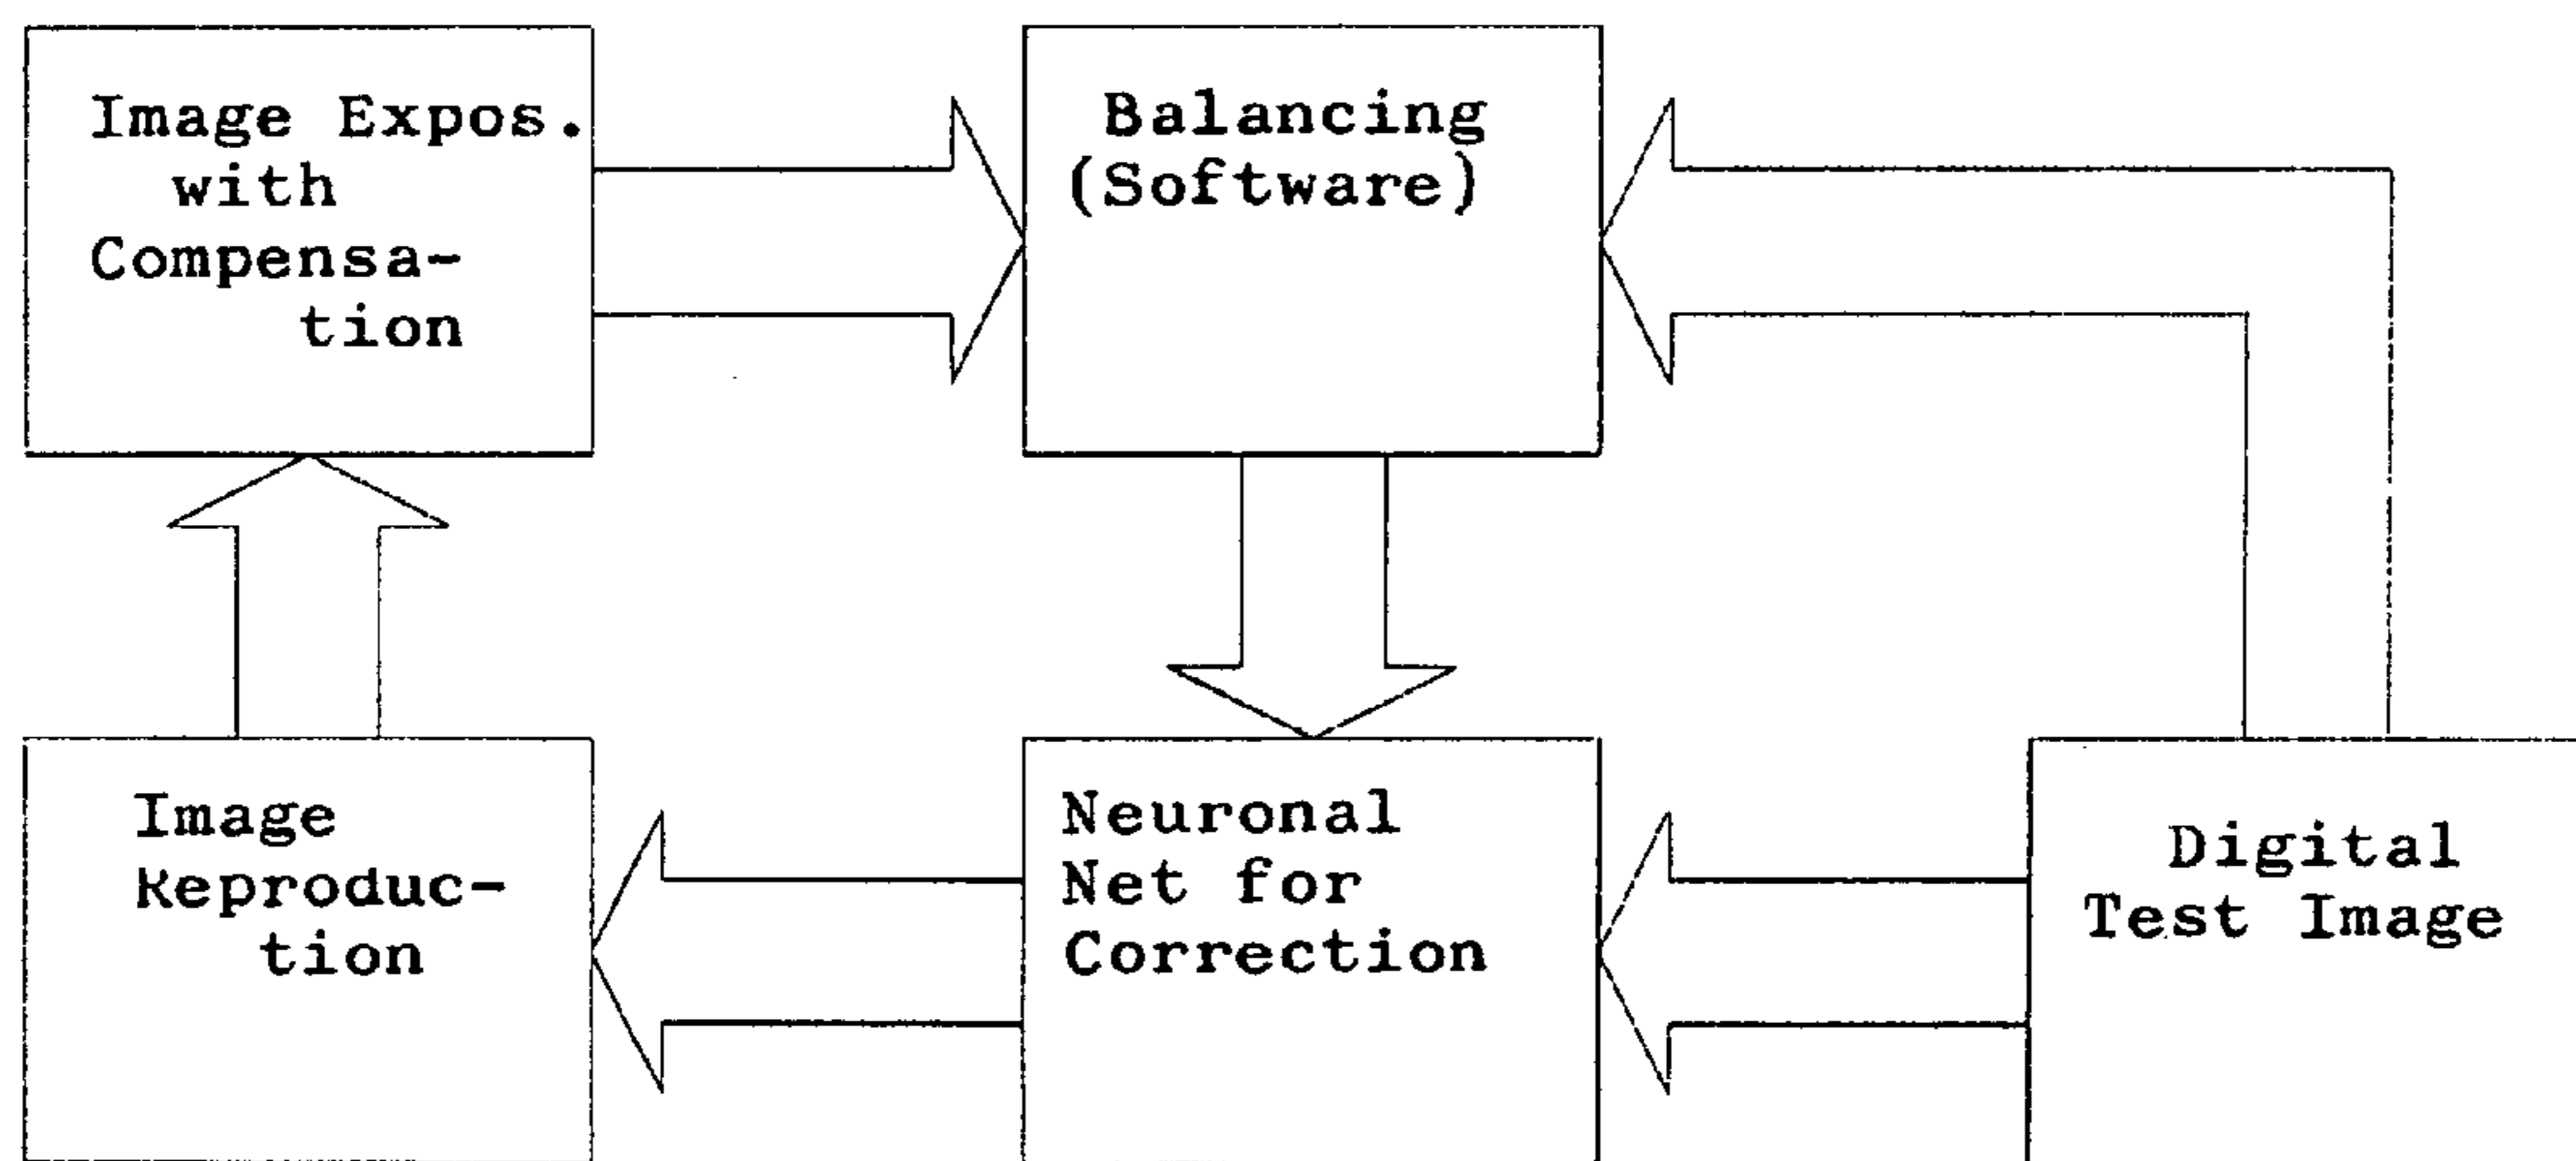 Image Expos.
with
Compensa-
tion
Balancing
(Software)
Image
Reproduc-
tion
Neuronal
Net for
Correction
Digital
Test Image